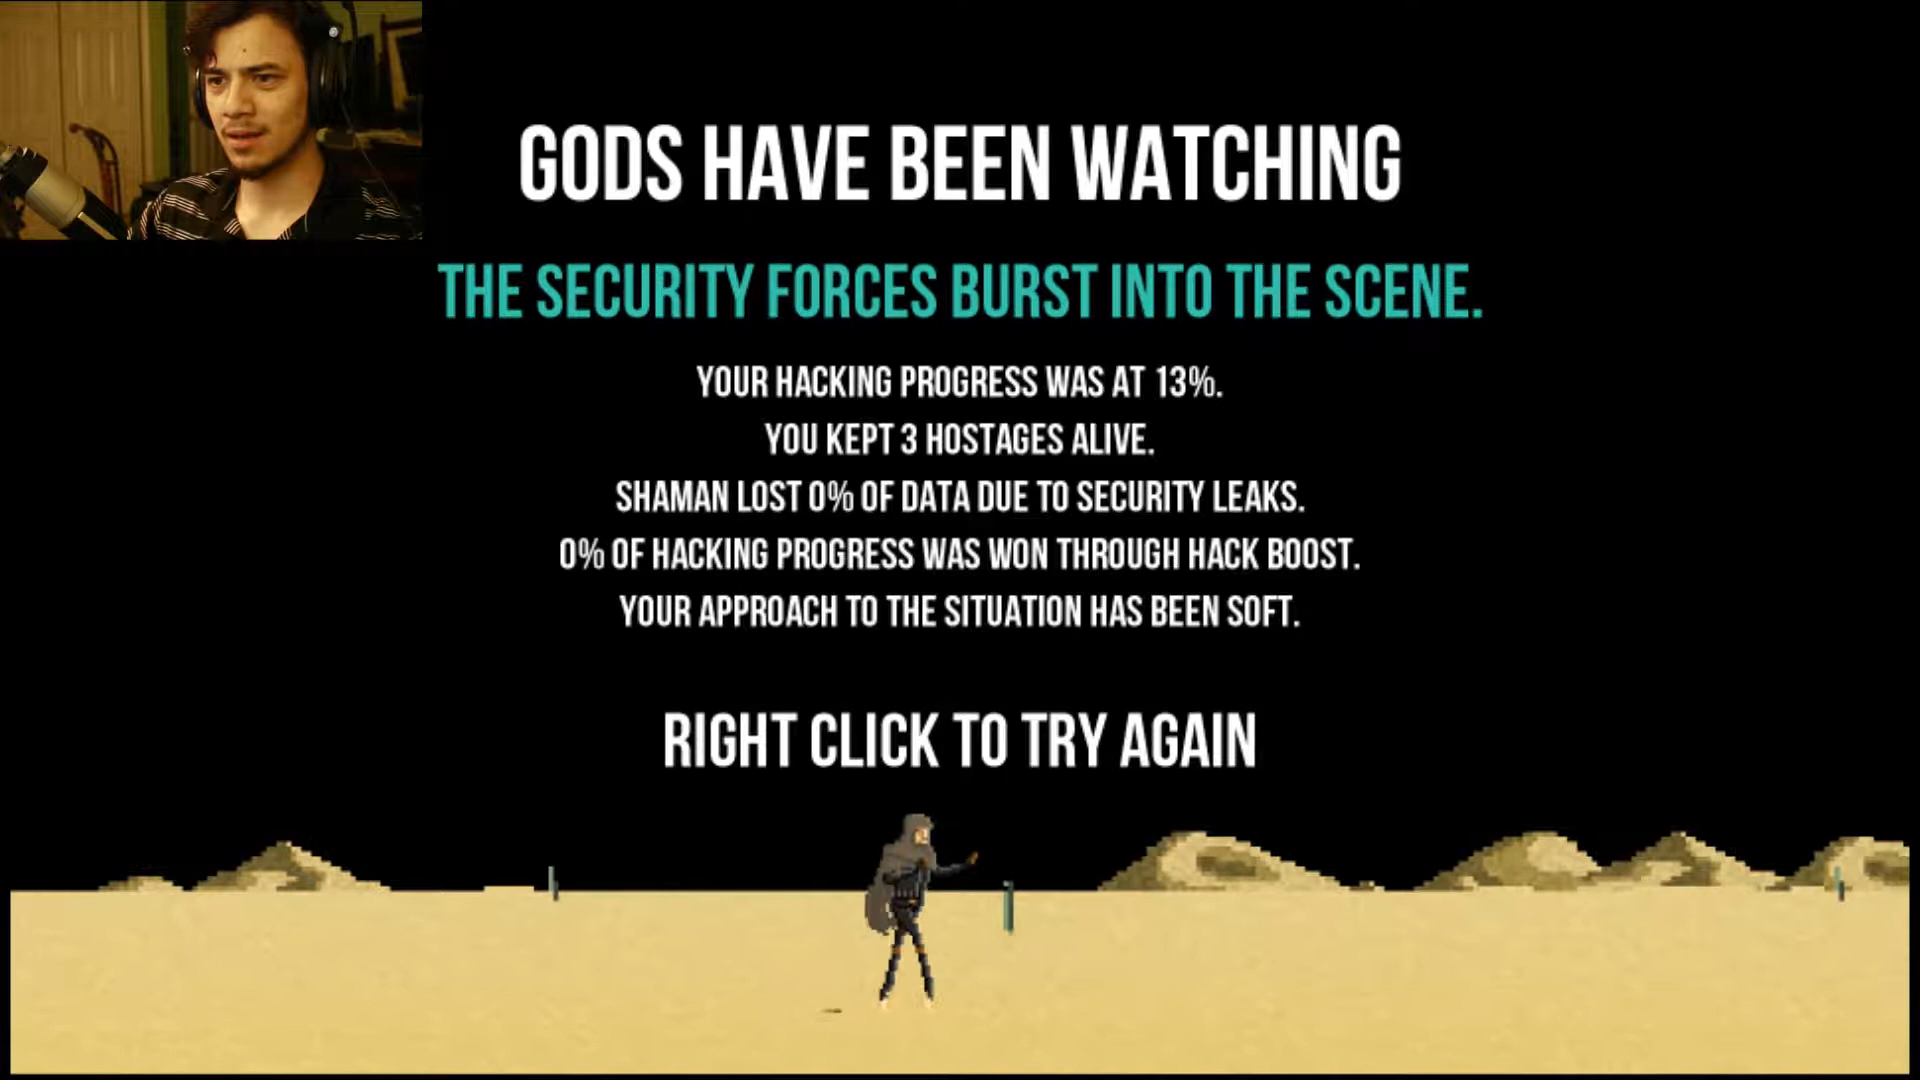 GODS HAVE BEEN WATCHING
THE SECURITY FORCES BURST INTO THE SCENE.
YOUR HACKING PROGRESS WAS AT 13%.
YOU KEPT 3 HOSTAGES ALIVE.
SHAMAN LOST 0% OF DATA DUE TO SECURITY LEAKS.
0% OF HACKING PROGRESS WAS WON THROUGH HACK BOOST.
YOUR APPROACH TO THE SITUATION HAS BEEN SOFT.
RIGHT CLICK TO TRY AGAIN